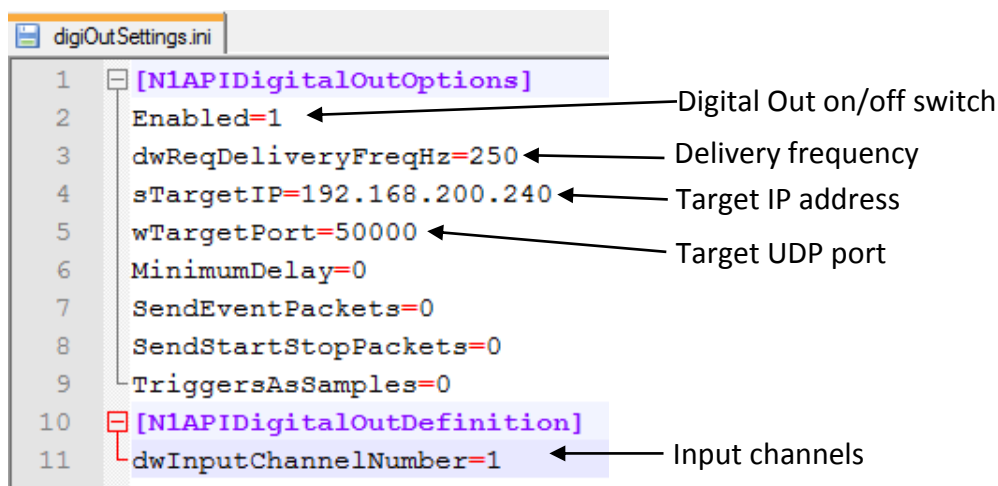 digiOutSettings.ini
1 [N1APIDigitalOutOptions]
2 Enabled=1
Digital Out on/off switch
3 dwReqDeliveryFreqHz=250
Delivery frequency
4 sTargetIP=192.168.200.240
Target IP address
5 wTargetPort=50000
Target UDP port
6 MinimumDelay=0
7 SendEventPackets=0
8 SendStartStopPackets=0
9 TriggersAsSamples=0
10 [N1APIDigitalOutDefinition]
11 dwInputChannelNumber=1
Input channels